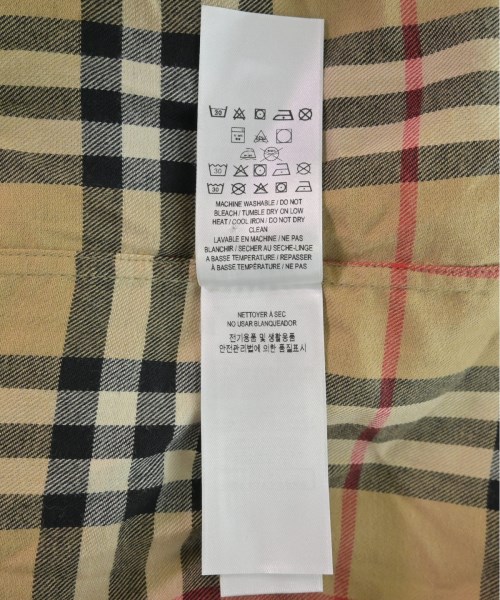 30
30
30
MACHINE WASHABLE / DO NOT
BLEACH / TUMBLE DRY ON LOW
HEAT / COOL IRON / DO NOT DRY
CLEAN
LAVABLE EN MACHINE / NE PAS
BLANCHIR / SÉCHER AU SECHE-LINGE
A BASSE TEMPERATURE / REPASSER
À BASSE TEMPÉRATURE / NE PAS
NETTOYER À SEC
NO USAR BLANQUEADOR
전기용품 및 생활용품
안전관리법에 의한 품질표시